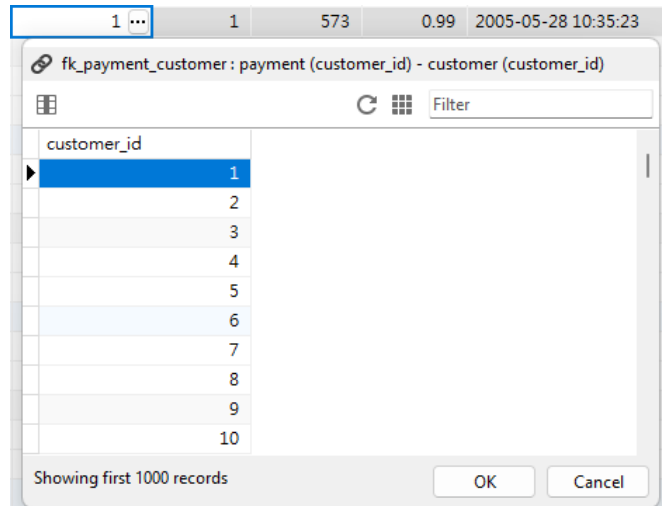 1 ... 1 573 0.99 2005-05-28 10:35:23
fk_payment_customer : payment (customer_id) - customer (customer_id)
Filter
customer_id
1
2
3
4
5
6
7
8
9
10
Showing first 1000 records
OK Cancel